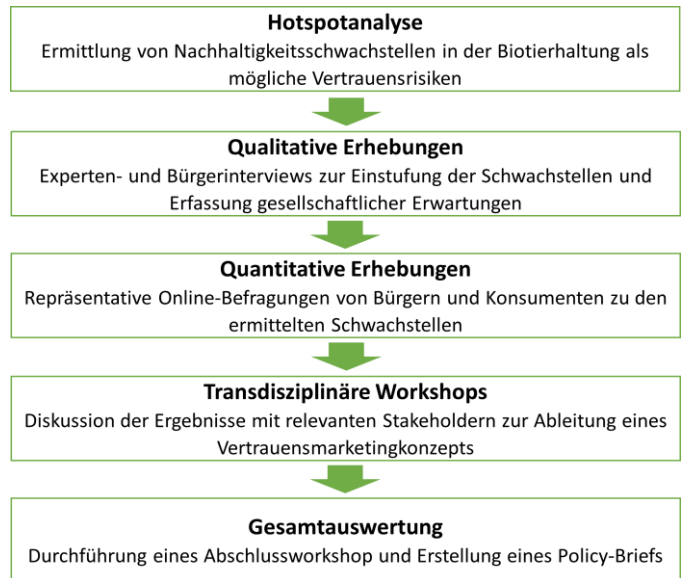 Hotspotanalyse
Ermittlung von Nachhaltigkeitsschwachstellen in der Biotierhaltung als
mögliche Vertrauensrisiken
Qualitative Erhebungen
Experten- und Bürgerinterviews zur Einstufung der Schwachstellen und
Erfassung gesellschaftlicher Erwartungen
Quantitative Erhebungen
Repräsentative Online-Befragungen von Bürgern und Konsumenten zu den
ermittelten Schwachstellen
Transdisziplinäre Workshops
Diskussion der Ergebnisse mit relevanten Stakeholdern zur Ableitung eines
Vertrauensmarketingkonzepts
Gesamtauswertung
Durchführung eines Abschlussworkshop und Erstellung eines Policy-Briefs